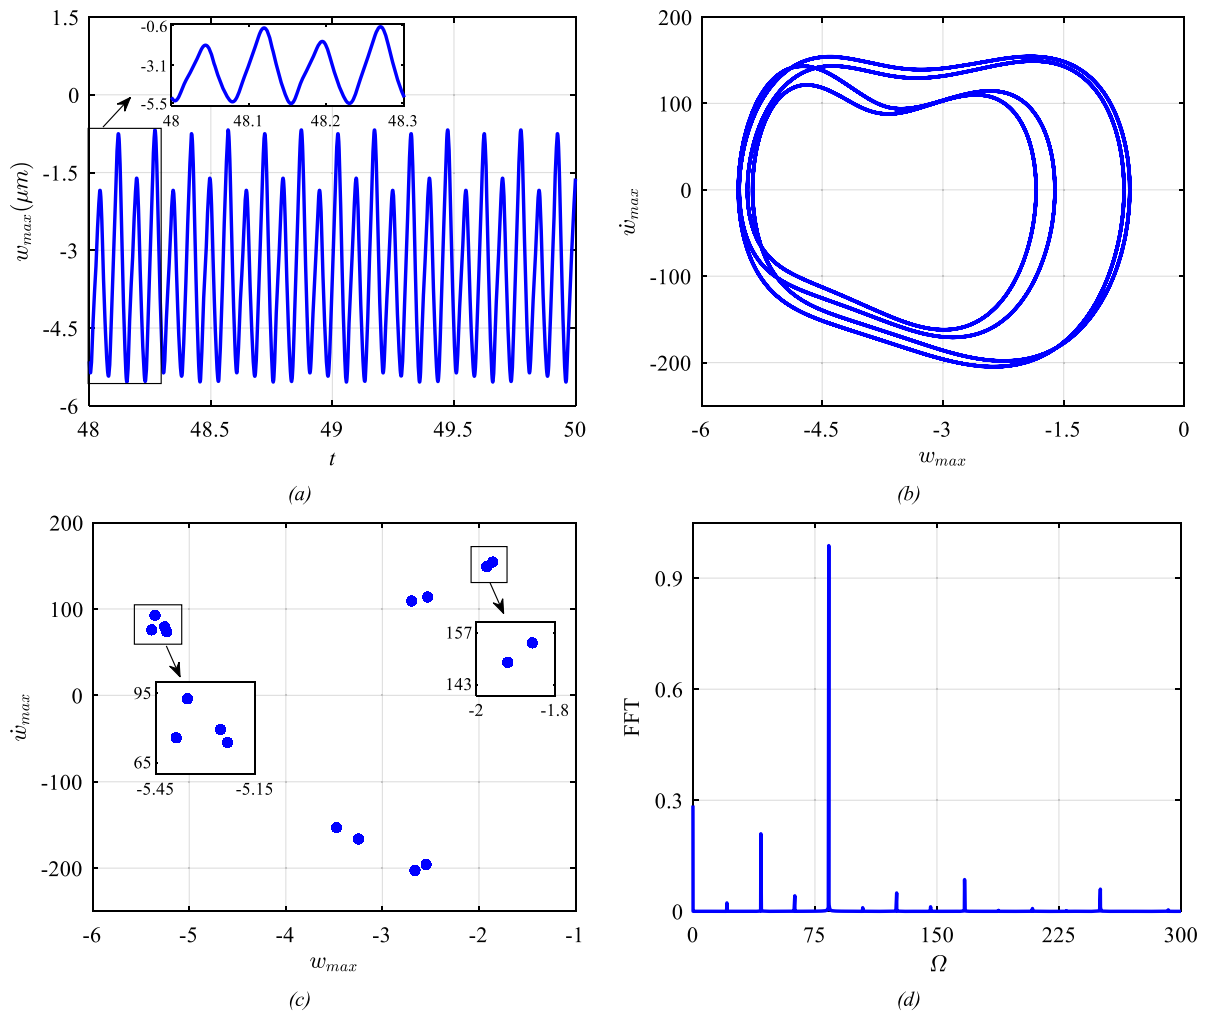 1.5
0
-1.5
-3
-4.5
-6
w_max(μm)
-0.6
-3.1
-5.5
48 48.1 48.2 48.3
48 48.5 49 49.5 50
t
(a)
200
100
0
-100
-200
ẇ_max
-6 -4.5 -3 -1.5 0
w_max
(b)
200
100
0
-100
-200
ẇ_max
157
143
-2 -1.8
95
65
-5.45 -5.15
-6 -5 -4 -3 -2 -1
w_max
(c)
0.9
0.6
0.3
0
FFT
0 75 150 225 300
Ω
(d)